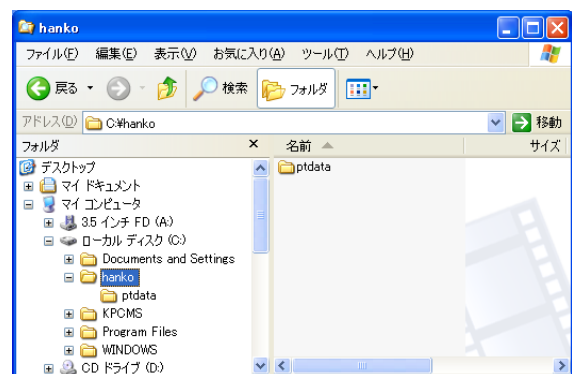 hanko
ファイル(F) 編集(E) 表示(V) お気に入り(A) ツール(T) ヘルプ(H)
戻る 検索 フォルダ
アドレス(D) C:¥hanko 移動
フォルダ × 名前 サイズ
デスクトップ
マイ ドキュメント
マイ コンピュータ
3.5 インチ FD (A:)
ローカル ディスク (C:)
Documents and Settings
hanko
ptdata
KPCMS
Program Files
WINDOWS
CD ドライブ (D:)
ptdata